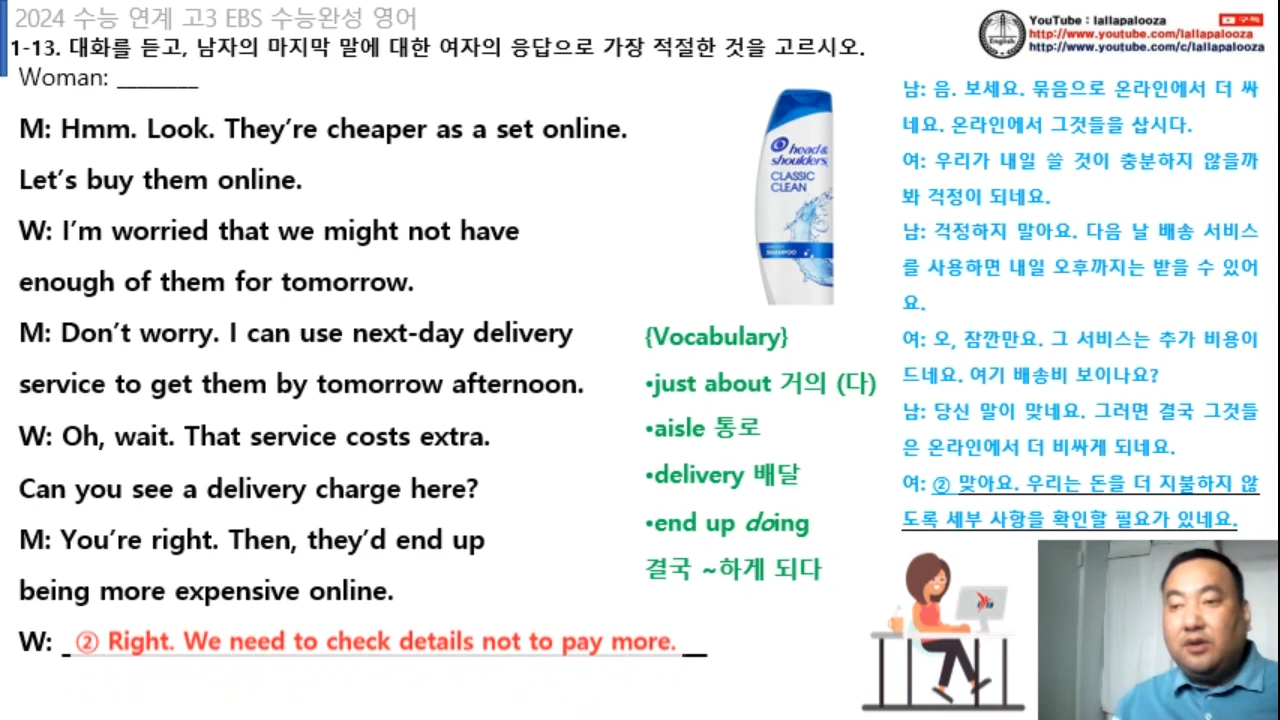 2024 수능 연계 고3 EBS 수능완성 영어
1-13. 대화를 듣고, 남자의 마지막 말에 대한 여자의 응답으로 가장 적절한 것을 고르시오.
Woman: ________
M: Hmm. Look. They're cheaper as a set online.
Let's buy them online.
W: I'm worried that we might not have
enough of them for tomorrow.
M: Don't worry. I can use next-day delivery
service to get them by tomorrow afternoon.
W: Oh, wait. That service costs extra.
Can you see a delivery charge here?
M: You're right. Then, they'd end up
being more expensive online.
W: ② Right. We need to check details not to pay more.
head&
shoulders
CLASSIC
CLEAN
SHAMPOO
{Vocabulary}
•just about 거의 (다)
•aisle 통로
•delivery 배달
•end up doing
결국 ~하게 되다
English
YouTube : lallapalooza
구독
http://www.youtube.com/lallapalooza
http://www.youtube.com/c/lallapalooza
남: 음. 보세요. 묶음으로 온라인에서 더 싸
네요. 온라인에서 그것들을 삽시다.
여: 우리가 내일 쓸 것이 충분하지 않을까
봐 걱정이 되네요.
남: 걱정하지 말아요. 다음 날 배송 서비스
를 사용하면 내일 오후까지는 받을 수 있어
요.
여: 오, 잠깐만요. 그 서비스는 추가 비용이
드네요. 여기 배송비 보이나요?
남: 당신 말이 맞네요. 그러면 결국 그것들
은 온라인에서 더 비싸게 되네요.
여: ② 맞아요. 우리는 돈을 더 지불하지 않
도록 세부 사항을 확인할 필요가 있네요.